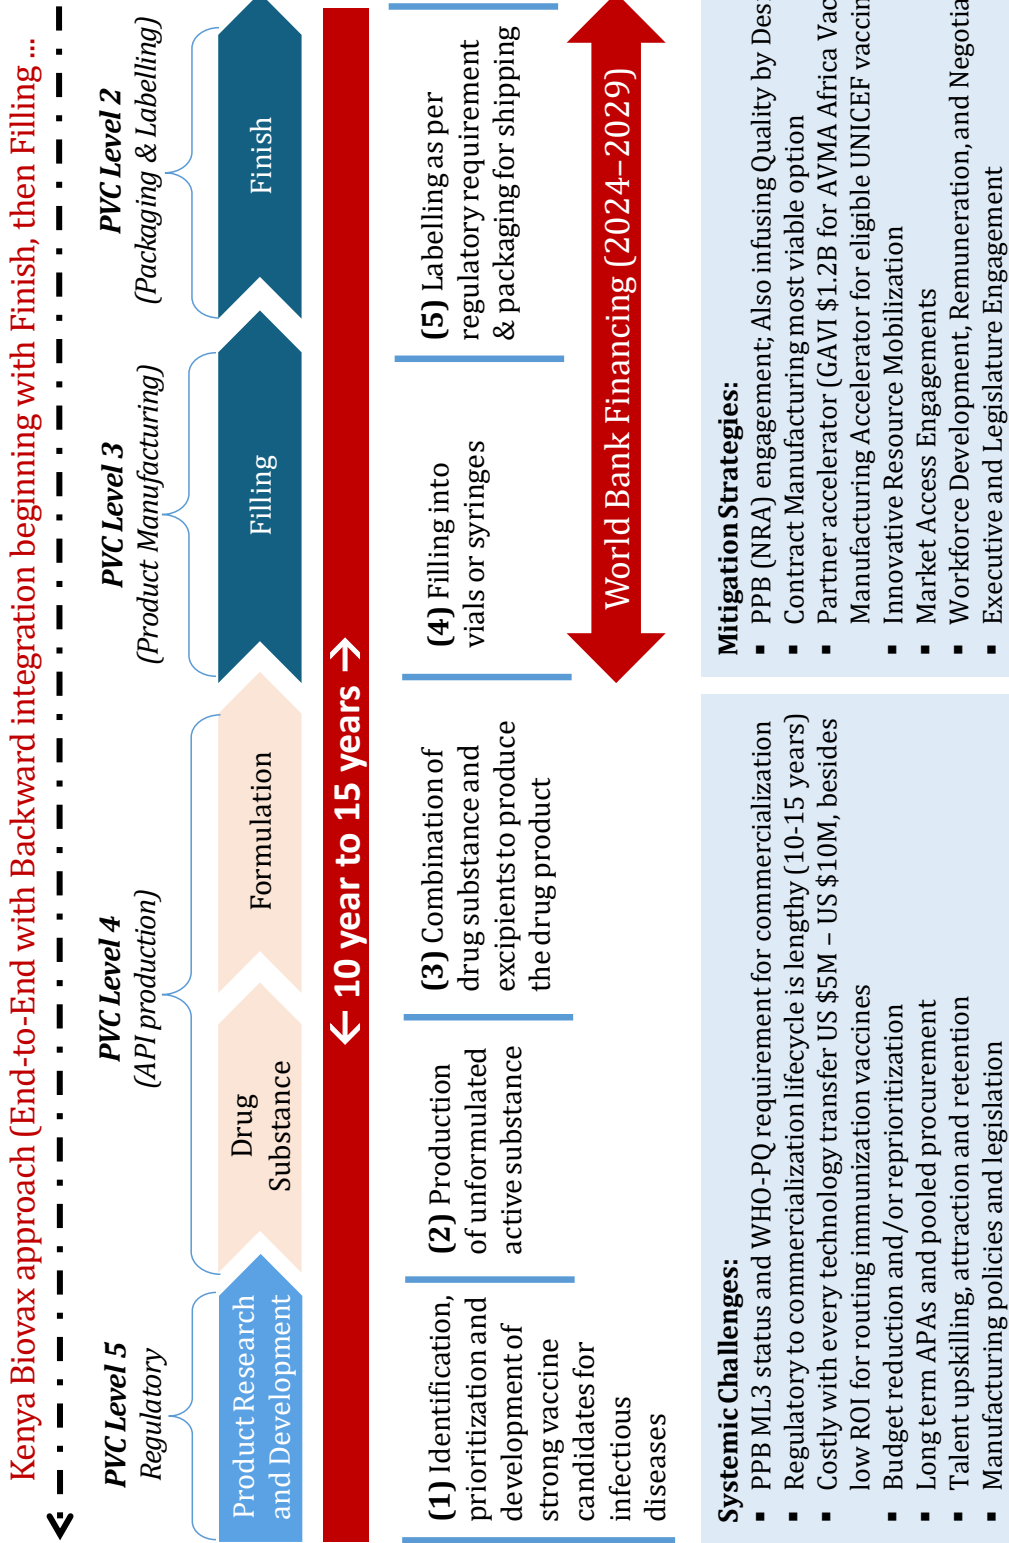 Kenya Biovax approach (End-to-End with Backward integration beginning with Finish, then Filling ...
PVC Level 5
Regulatory
PVC Level 4
(API production)
PVC Level 3
(Product Manufacturing)
PVC Level 2
(Packaging & Labelling)
Product Research
and Development
Drug
Substance
Formulation
Filling
Finish
← 10 year to 15 years →
(1) Identification,
prioritization and
development of
strong vaccine
candidates for
infectious
diseases
(2) Production
of unformulated
active substance
(3) Combination of
drug substance and
excipients to produce
the drug product
(4) Filling into
vials or syringes
(5) Labelling as per
regulatory requirement
& packaging for shipping
World Bank Financing (2024–2029)
Systemic Challenges:
▪ PPB ML3 status and WHO-PQ requirement for commercialization
▪ Regulatory to commercialization lifecycle is lengthy (10-15 years)
▪ Costly with every technology transfer US $5M – US $10M, besides
low ROI for routing immunization vaccines
▪ Budget reduction and/or reprioritization
▪ Long term APAs and pooled procurement
▪ Talent upskilling, attraction and retention
▪ Manufacturing policies and legislation
Mitigation Strategies:
▪ PPB (NRA) engagement; Also infusing Quality by
▪ Contract Manufacturing most viable option
▪ Partner accelerator (GAVI $1.2B for AVMA Africa
Manufacturing Accelerator for eligible UNICEF
▪ Innovative Resource Mobilization
▪ Market Access Engagements
▪ Workforce Development, Remuneration, and
▪ Executive and Legislature Engagement